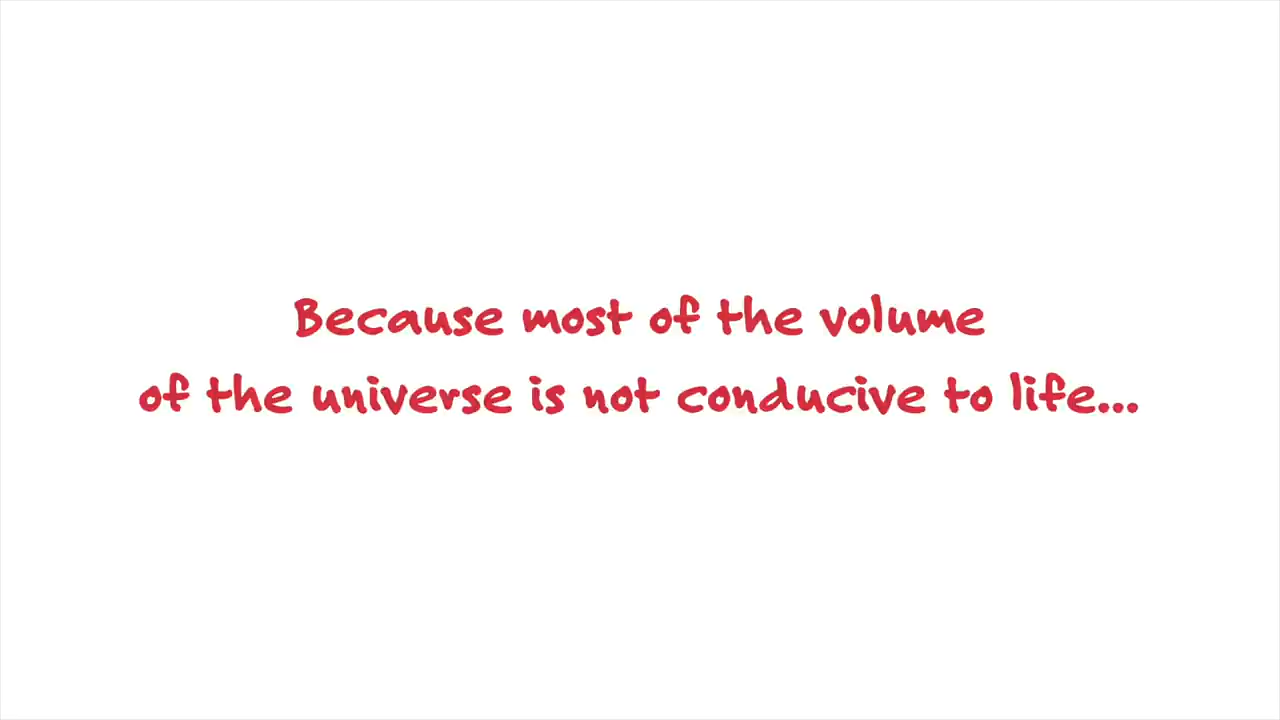 Because most of the volume
of the universe is not conducive to life...